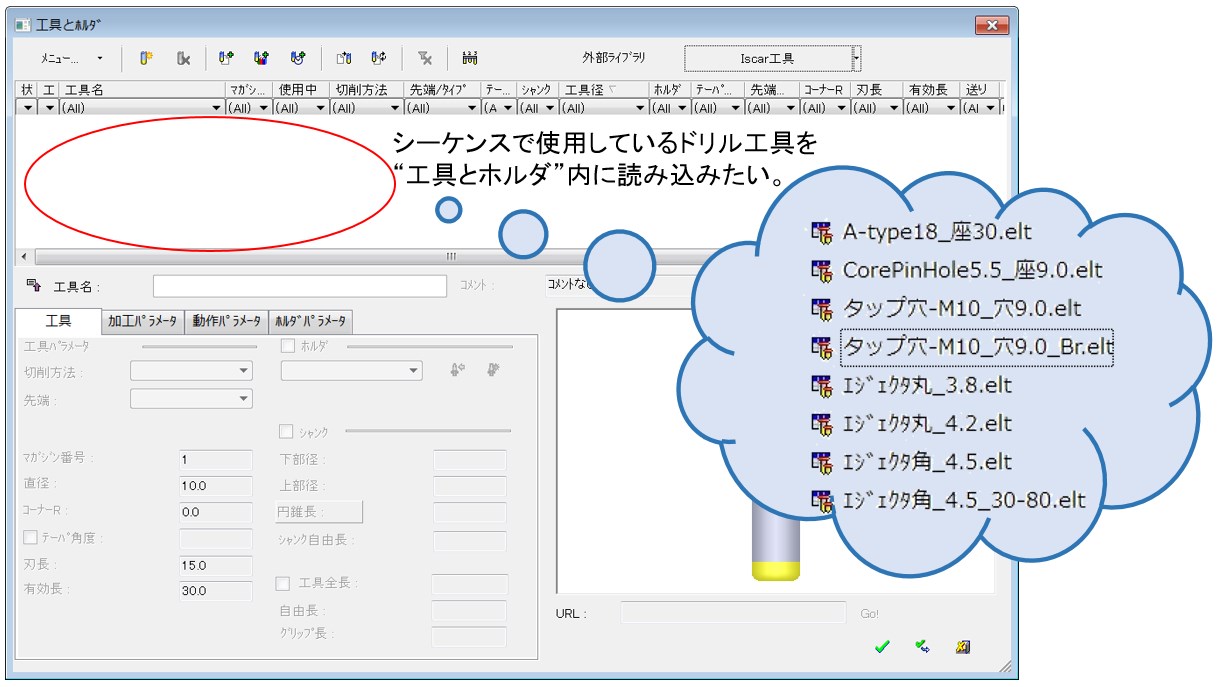 工具とﾎﾙﾀﾞ
ﾒﾆｭｰ...
外部ﾗｲﾌﾞﾗﾘ
Iscar工具
状 工 工具名 ﾏｶﾞｼ... 使用中 切削方法 先端/ﾀｲﾌﾟ テー... ｼｬﾝｸ 工具径 ﾎﾙﾀﾞ ﾃｰﾊﾟ... 先端... ｺｰﾅｰR 刃長 有効長 送り
(All) (All) (All) (All) (All) (A (All (All) (All (All) (All) (All) (All) (All) (Al
シーケンスで使用しているドリル工具を
“工具とホルダ”内に読み込みたい。
A-type18_座30.elt
CorePinHole5.5_座9.0.elt
タップ穴-M10_穴9.0.elt
タップ穴-M10_穴9.0_Br.elt
ｴｼﾞｪｸﾀ丸_3.8.elt
ｴｼﾞｪｸﾀ丸_4.2.elt
ｴｼﾞｪｸﾀ角_4.5.elt
ｴｼﾞｪｸﾀ角_4.5_30-80.elt
工具名 :
ｺﾒﾝﾄ :
ｺﾒﾝﾄな
工具 加工ﾊﾟﾗﾒｰﾀ 動作ﾊﾟﾗﾒｰﾀ ﾎﾙﾀﾞﾊﾟﾗﾒｰﾀ
工具ﾊﾟﾗﾒｰﾀ
ﾎﾙﾀﾞ
切削方法 :
先端 :
ｼｬﾝｸ
ﾏｶﾞｼﾞﾝ番号 : 1
下部径 :
直径 : 10.0
上部径 :
ｺｰﾅｰR : 0.0
円錐長 :
ﾃｰﾊﾟ角度 :
ｼｬﾝｸ自由長 :
刃長 : 15.0
工具全長 :
有効長 : 30.0
自由長 :
ｸﾞﾘｯﾌﾟ長 :
URL :
Go!